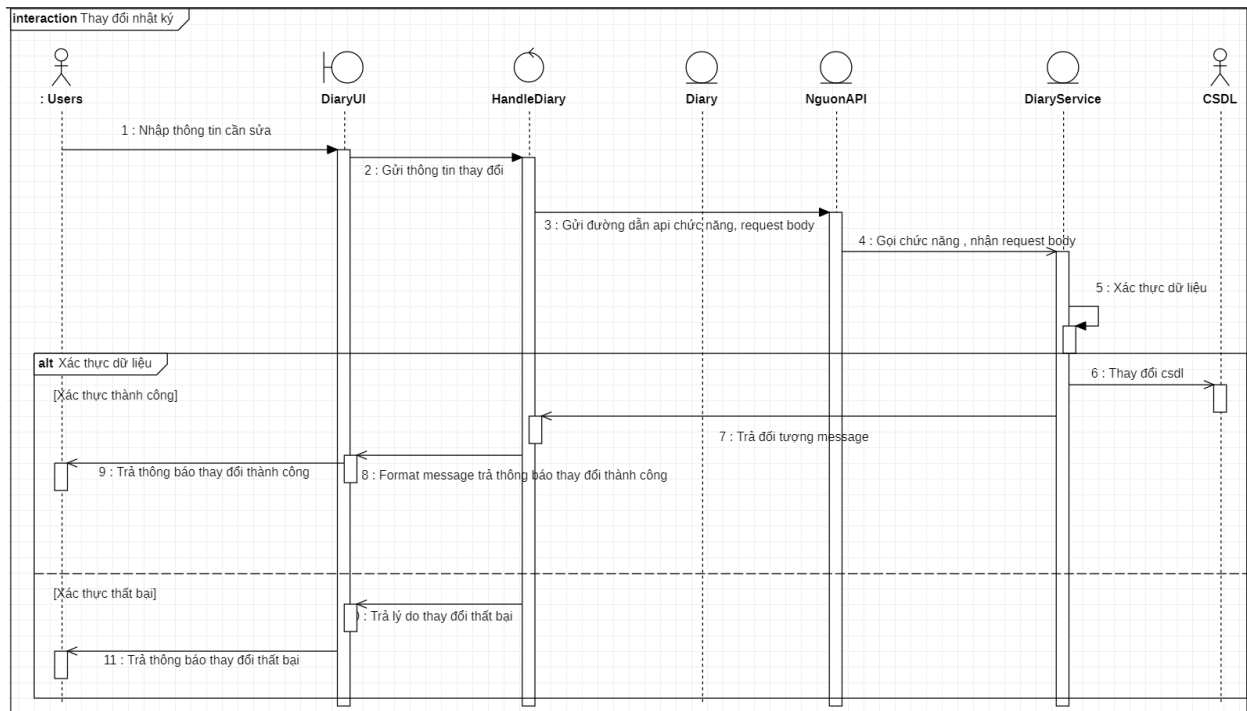 interaction Thay đổi nhật ký
: Users
DiaryUI
HandleDiary
Diary
NguonAPI
DiaryService
CSDL
1 : Nhập thông tin cần sửa
2 : Gửi thông tin thay đổi
3 : Gửi đường dẫn api chức năng, request body
4 : Gọi chức năng , nhận request body
5 : Xác thực dữ liệu
alt Xác thực dữ liệu
6 : Thay đổi csdl
[Xác thực thành công]
7 : Trả đối tượng message
9 : Trả thông báo thay đổi thành công
8 : Format message trả thông báo thay đổi thành công
[Xác thực thất bại]
0 : Trả lý do thay đổi thất bại
11 : Trả thông báo thay đổi thất bại